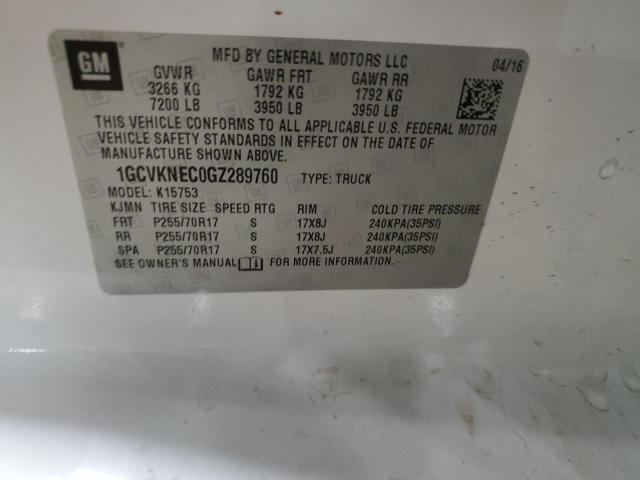 GM
MFD BY GENERAL MOTORS LLC 04/16
GVWR GAWR FRT GAWR RR
3266 KG 1792 KG 1792 KG
7200 LB 3950 LB 3950 LB
THIS VEHICLE CONFORMS TO ALL APPLICABLE U.S. FEDERAL MOTOR
VEHICLE SAFETY STANDARDS IN EFFECT ON THE DATE OF
MANUFACTURE SHOWN ABOVE.
1GCVKNEC0GZ289760 TYPE: TRUCK
MODEL: K15753
KJMN TIRE SIZE SPEED RTG RIM COLD TIRE PRESSURE
FRT P255/70R17 S 17X8J 240KPA(35PSI)
RR P255/70R17 S 17X8J 240KPA(35PSI)
SPA P255/70R17 S 17X7.5J 240KPA(35PSI)
SEE OWNER'S MANUAL FOR MORE INFORMATION.